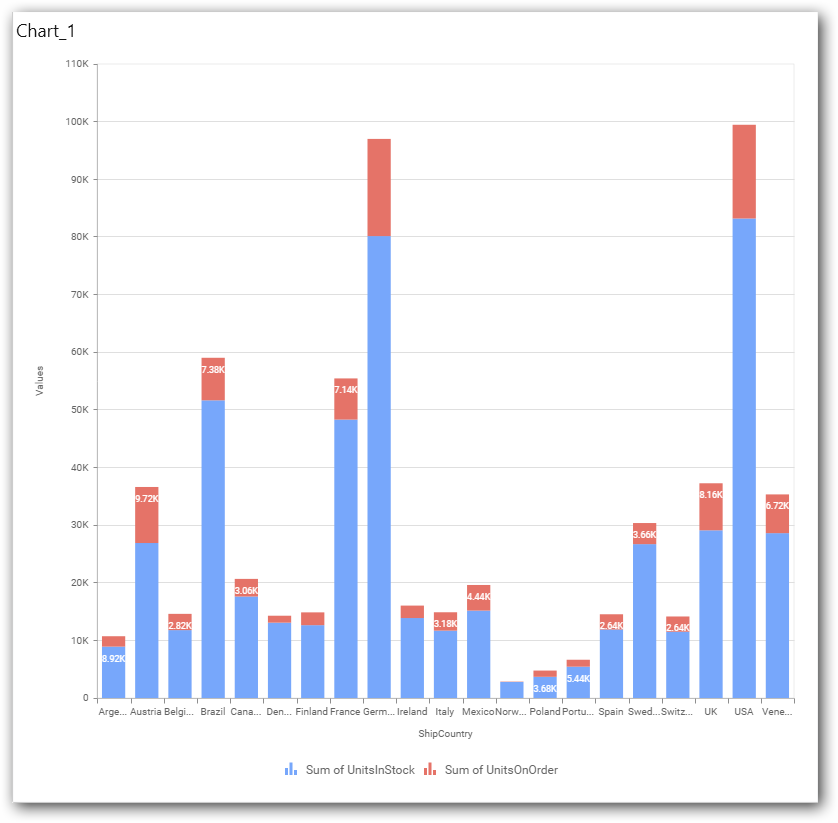 Chart_1
110K
100K
90K
80K
70K
60K
50K
40K
30K
20K
10K
0
Values
8.92K
9.72K
2.82K
7.38K
3.06K
7.14K
3.18K
4.44K
3.68K
5.44K
2.64K
3.66K
2.64K
8.16K
6.72K
Arge... Austria Belgi... Brazil Cana... Den... Finland France Germ... Ireland Italy Mexico Norw... Poland Portu... Spain Swed... Switz... UK USA Vene...
ShipCountry
Sum of UnitsInStock Sum of UnitsOnOrder